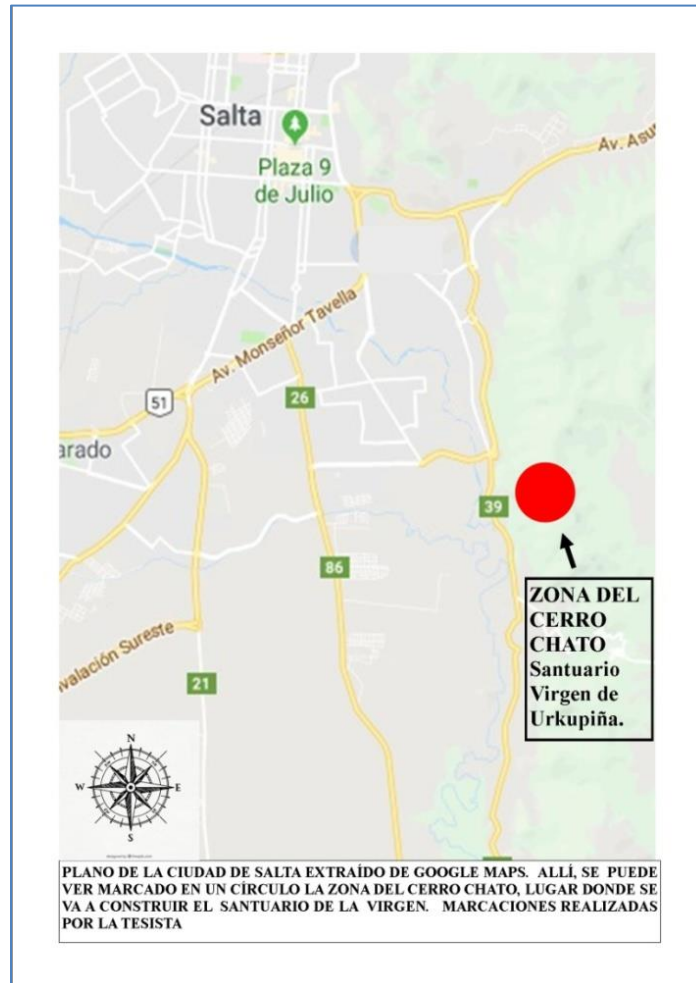 Salta
Plaza 9
de Julio
Av. Asu
Av. Monseñor Tavella
51
26
arado
39
86
ZONA DEL
CERRO
CHATO
Santuario
Virgen de
Urkupiña.
nvalación Sureste
21
N
W
E
S
PLANO DE LA CIUDAD DE SALTA EXTRAÍDO DE GOOGLE MAPS. ALLÍ, SE PUEDE
VER MARCADO EN UN CÍRCULO LA ZONA DEL CERRO CHATO, LUGAR DONDE SE
VA A CONSTRUIR EL SANTUARIO DE LA VIRGEN. MARCACIONES REALIZADAS
POR LA TESISTA